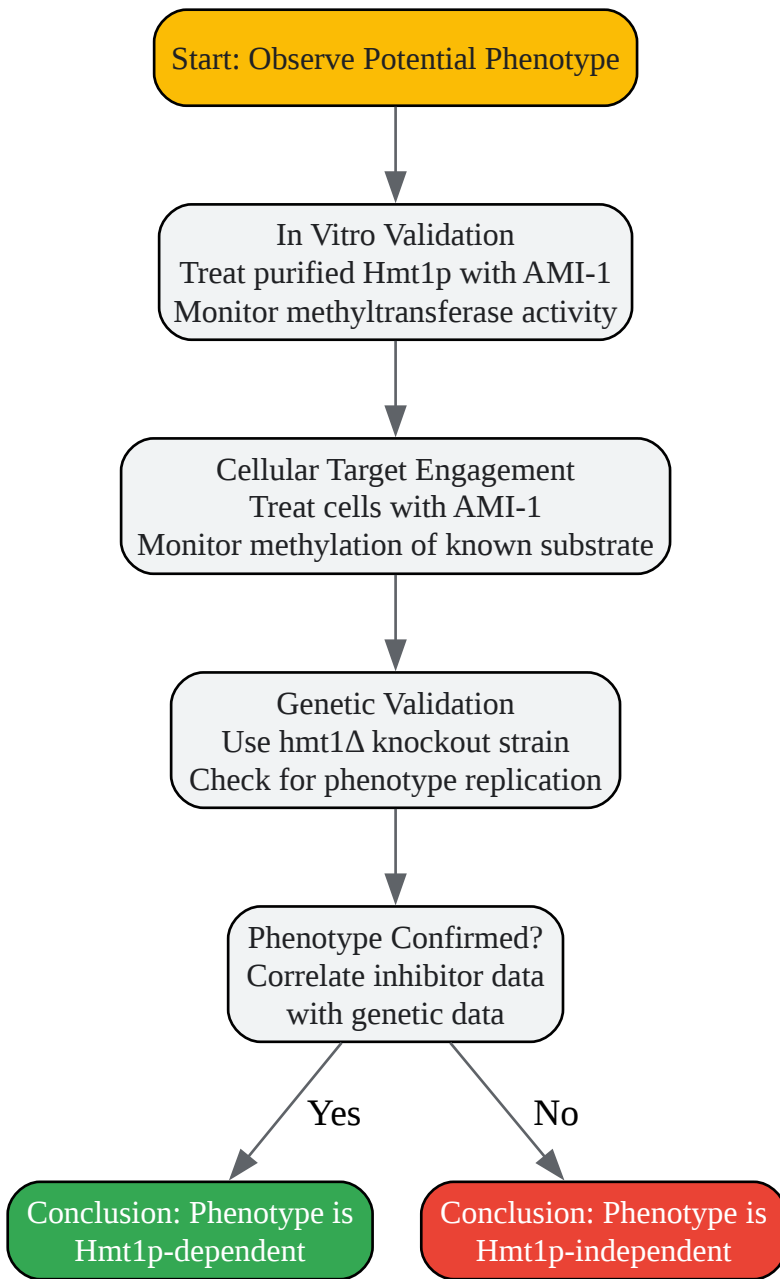 Start: Observe Potential Phenotype
In Vitro Validation
Treat purified Hmt1p with AMI-1
Monitor methyltransferase activity
Cellular Target Engagement
Treat cells with AMI-1
Monitor methylation of known substrate
Genetic Validation
Use hmt1Δ knockout strain
Check for phenotype replication
Phenotype Confirmed?
Correlate inhibitor data
with genetic data
Yes
No
Conclusion: Phenotype is
Hmt1p-dependent
Conclusion: Phenotype is
Hmt1p-independent